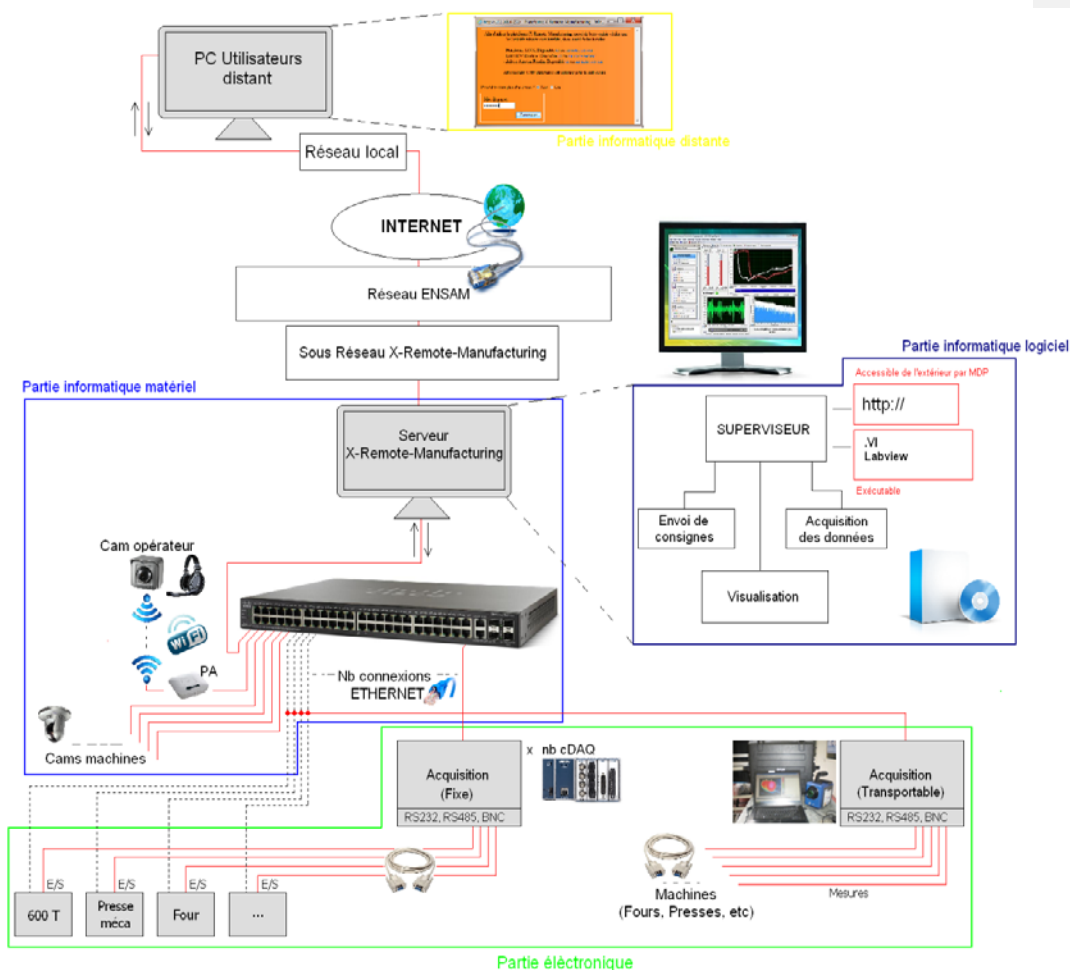 PC Utilisateurs
distant
Partie informatique distante
Réseau local
INTERNET
Réseau ENSAM
Sous Réseau X-Remote-Manufacturing
Partie informatique logiciel
Partie informatique matériel
Accessible de l'extérieur par MDP
http://
SUPERVISEUR
.VI
Labview
Exécutable
Serveur
X-Remote-Manufacturing
Envoi de
consignes
Acquisition
des données
Visualisation
Cam opérateur
Wi Fi
PA
Nb connexions
ETHERNET
Cams machines
x nb cDAQ
Acquisition
(Fixe)
RS232, RS485, BNC
Acquisition
(Transportable)
RS232, RS485, BNC
E/S
E/S
E/S
E/S
600 T
Presse
méca
Four
...
Machines
(Fours, Presses, etc)
Mesures
Partie éléctronique